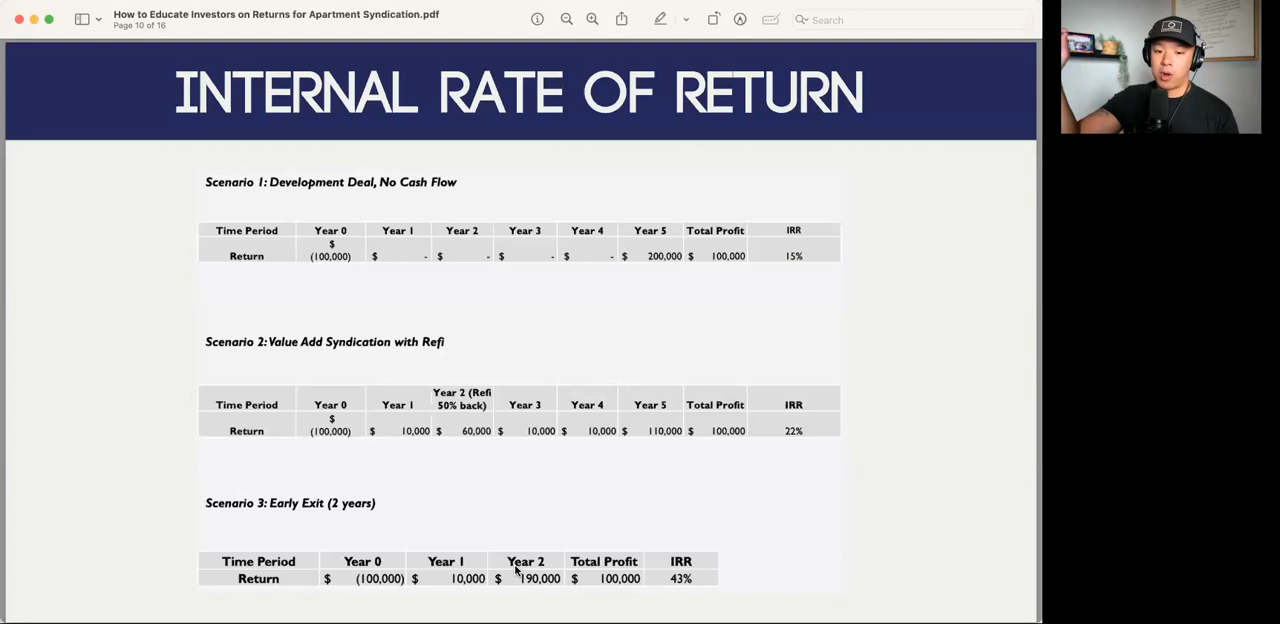 How to Educate Investors on Returns for Apartment Syndication.pdf
Page 10 of 16
Search
INTERNAL RATE OF RETURN
Scenario 1: Development Deal, No Cash Flow
Time Period Year 0 Year 1 Year 2 Year 3 Year 4 Year 5 Total Profit IRR
Return $ (100,000) $ - $ - $ - $ - $ 200,000 $ 100,000 15%
Scenario 2: Value Add Syndication with Refi
Time Period Year 0 Year 1 Year 2 (Refi 50% back) Year 3 Year 4 Year 5 Total Profit IRR
Return $ (100,000) $ 10,000 $ 60,000 $ 10,000 $ 10,000 $ 110,000 $ 100,000 22%
Scenario 3: Early Exit (2 years)
Time Period Year 0 Year 1 Year 2 Total Profit IRR
Return $ (100,000) $ 10,000 $ 190,000 $ 100,000 43%